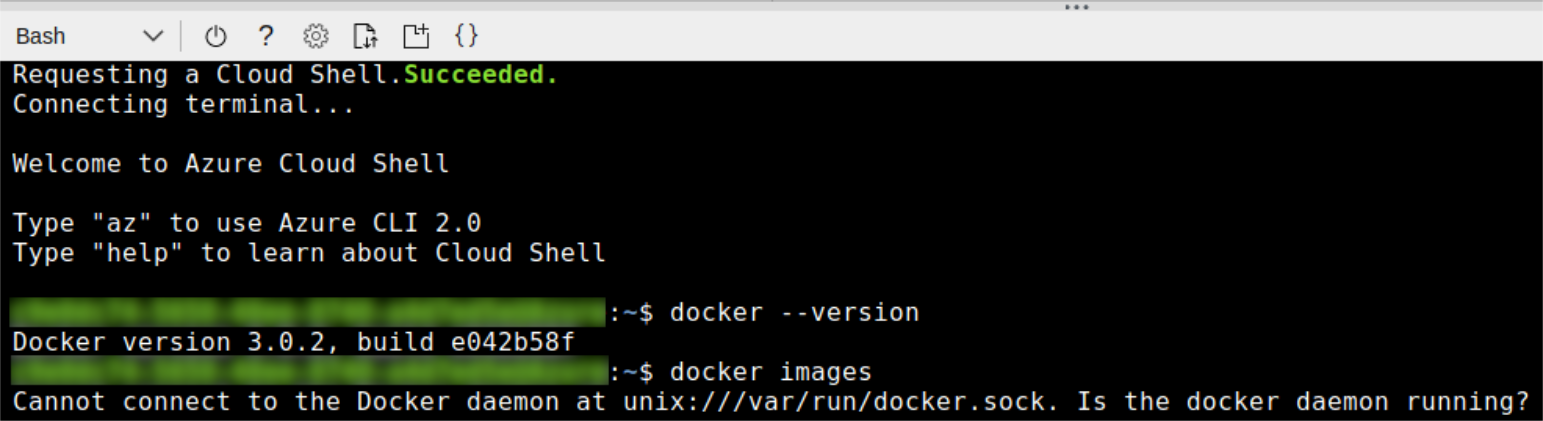 Bash
? {}
Requesting a Cloud Shell.Succeeded.
Connecting terminal...
Welcome to Azure Cloud Shell
Type "az" to use Azure CLI 2.0
Type "help" to learn about Cloud Shell
:~$ docker --version
Docker version 3.0.2, build e042b58f
:~$ docker images
Cannot connect to the Docker daemon at unix:///var/run/docker.sock. Is the docker daemon running?